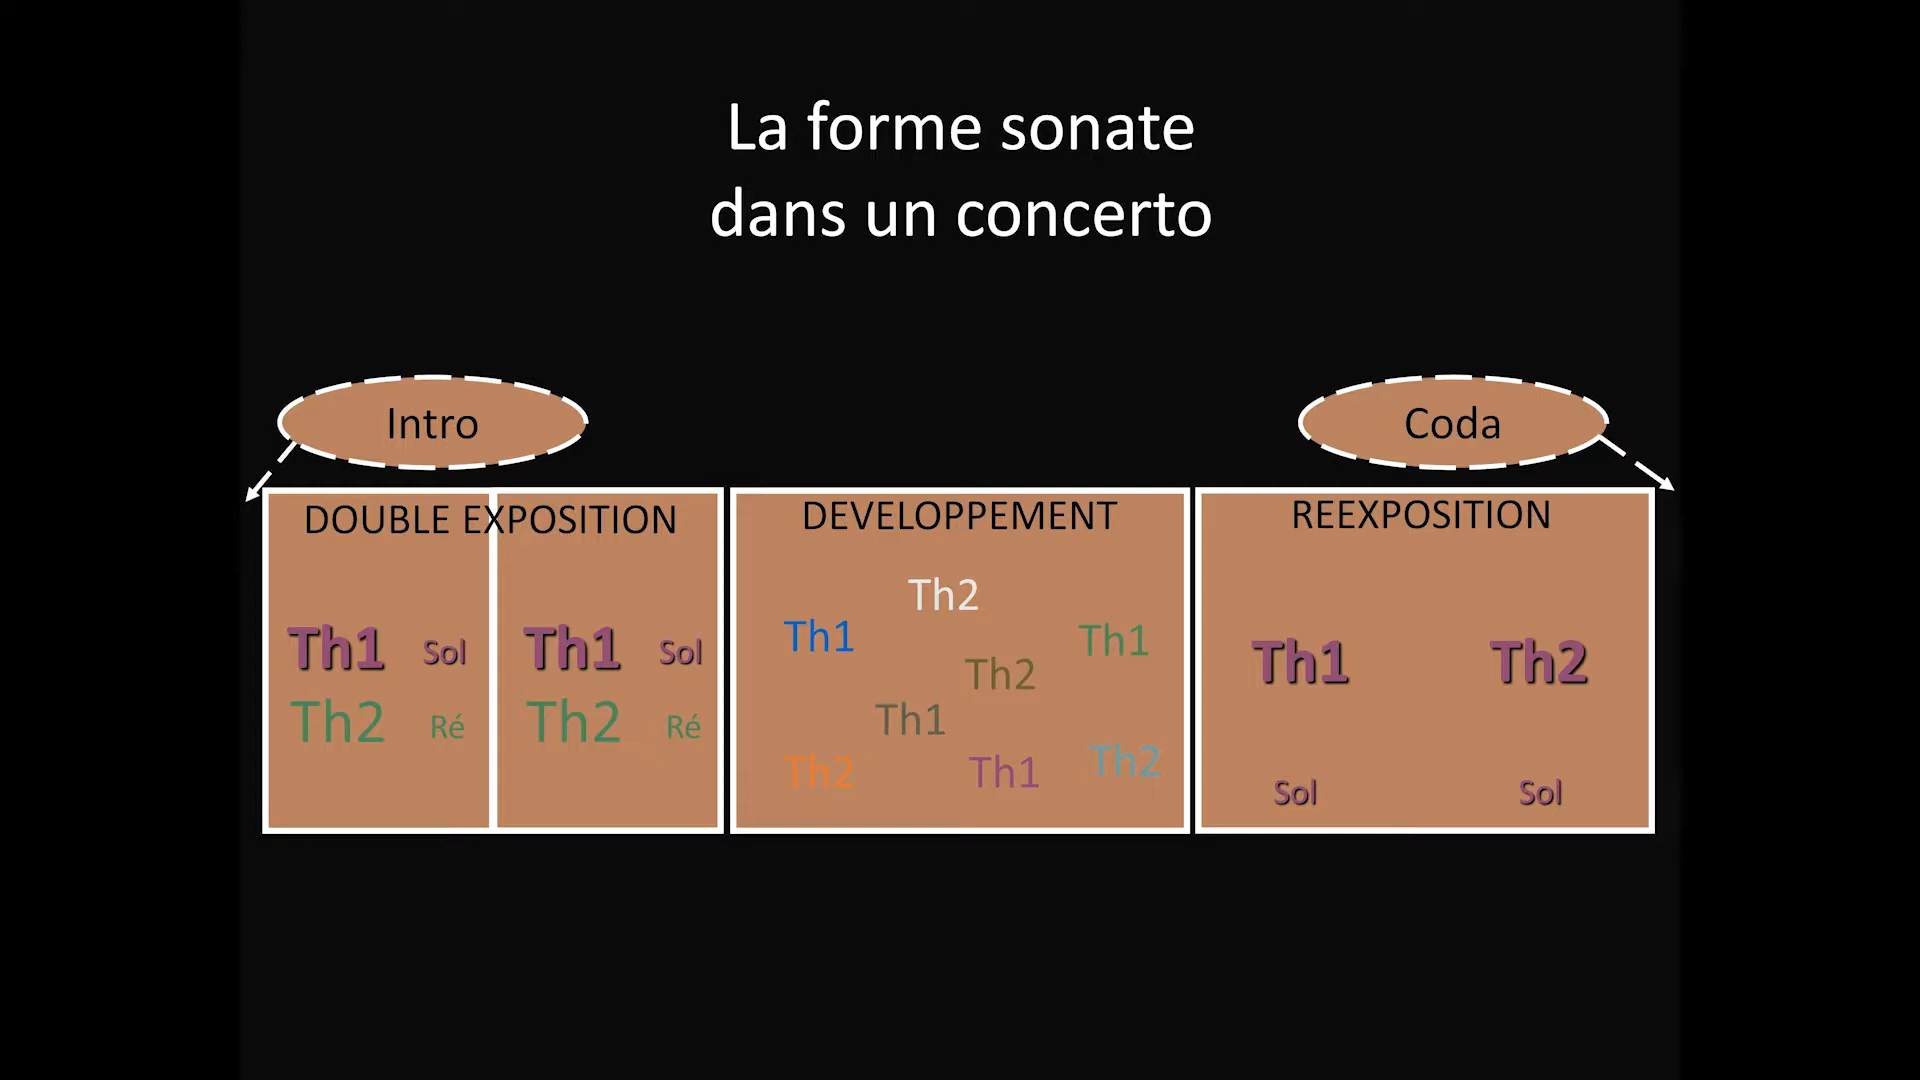 La forme sonate
dans un concerto
Intro
Coda
DOUBLE EXPOSITION
DEVELOPPEMENT
REEXPOSITION
Th1 Sol
Th2 Ré
Th1 Sol
Th2 Ré
Th2
Th1
Th1
Th2
Th1
Th2
Th1
Th2
Th1
Th2
Sol
Sol